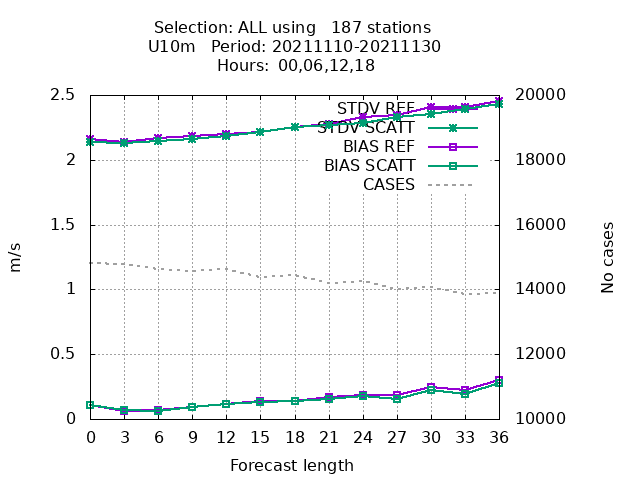 Selection: ALL using 187 stations
U10m Period: 20211110-20211130
Hours: 00,06,12,18
2.5
2
1.5
1
0.5
0
m/s
STDV REF
STDV SCATT
BIAS REF
BIAS SCATT
CASES
20000
18000
16000
14000
12000
10000
No cases
0 3 6 9 12 15 18 21 24 27 30 33 36
Forecast length